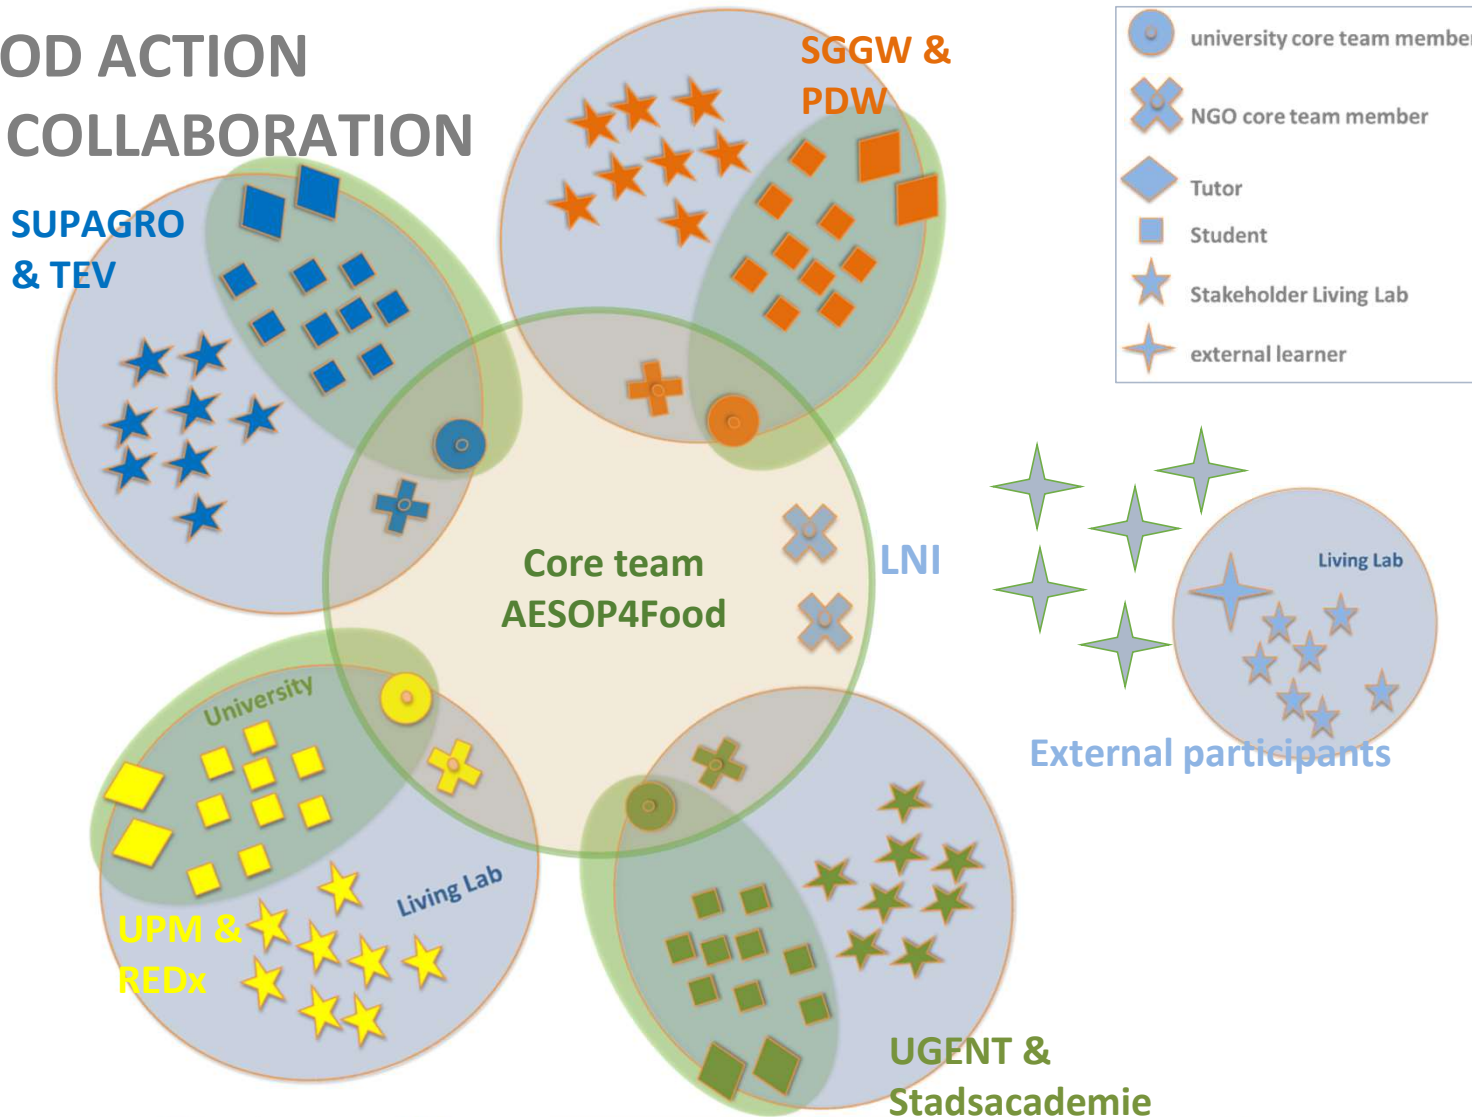 OD ACTION
COLLABORATION
SUPAGRO
& TEV
SGGW &
PDW
university core team member
NGO core team member
Tutor
Student
Stakeholder Living Lab
external learner
Core team
AESOP4Food
LNI
Living Lab
External participants
University
Living Lab
UPM &
REDx
UGENT &
Stadsacademie